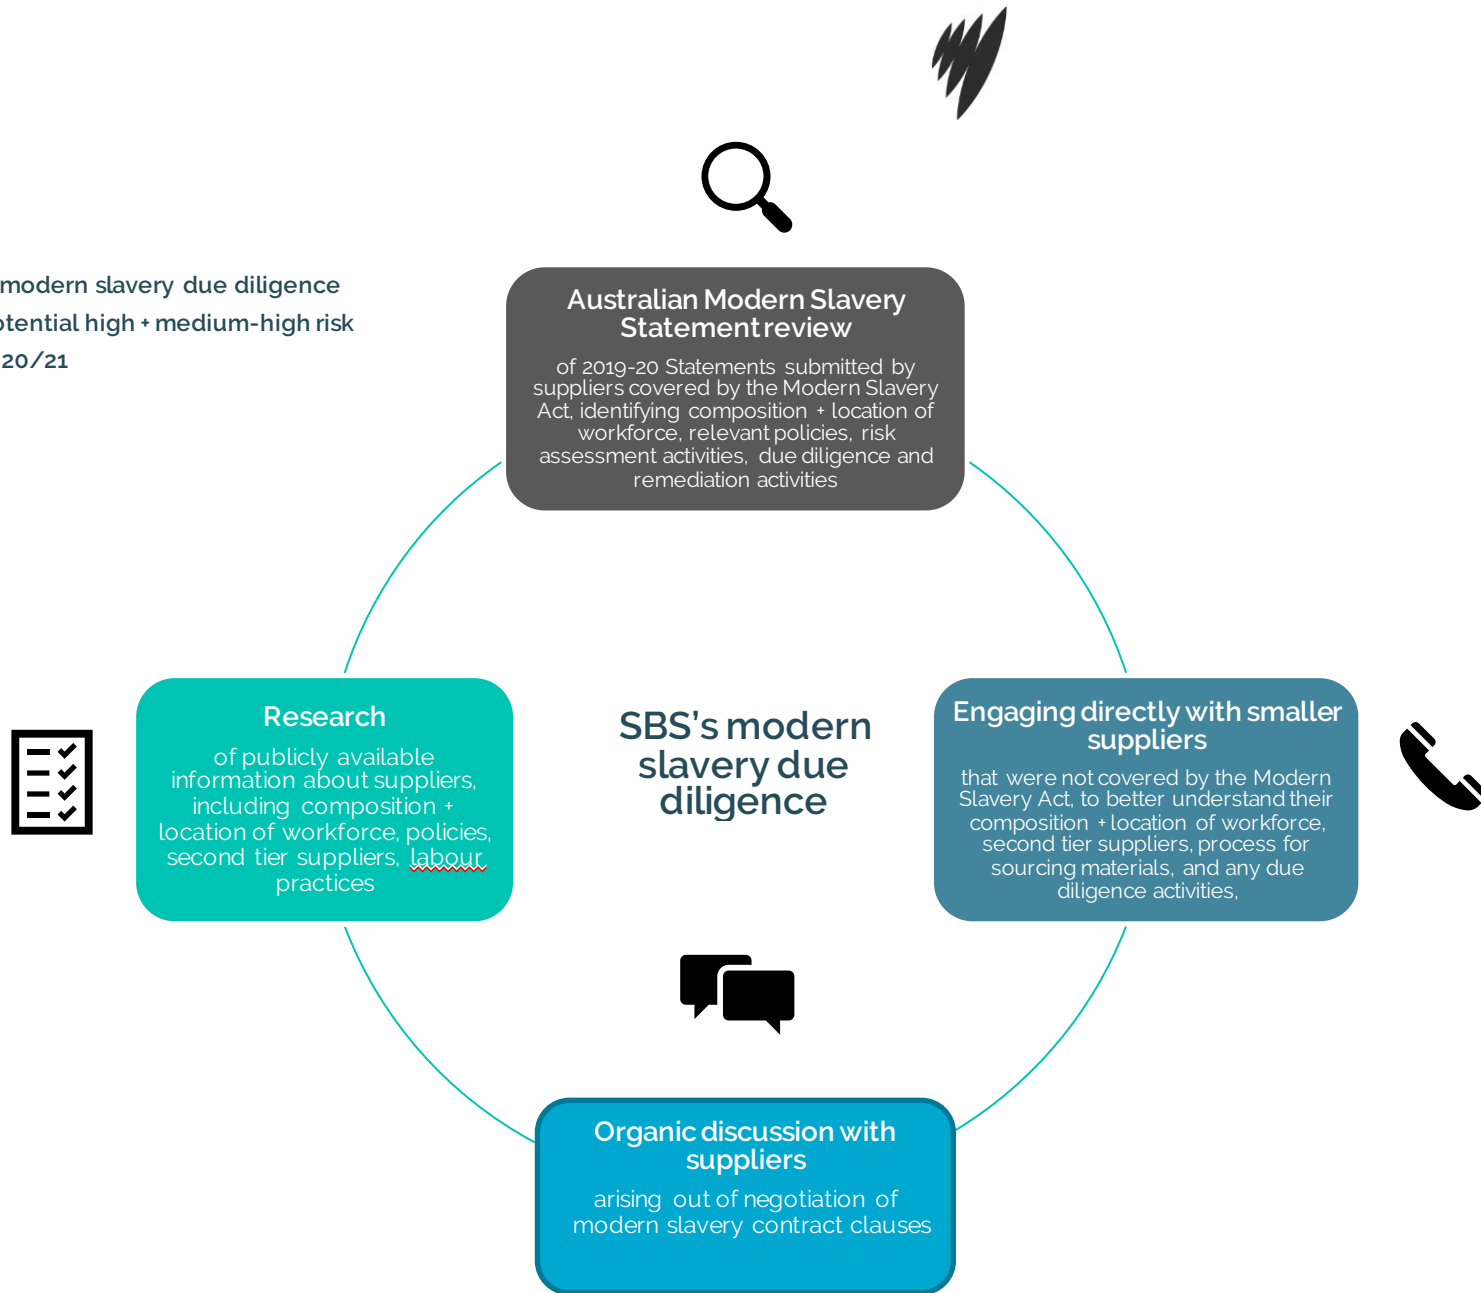 modern slavery due diligence
otential high + medium-high risk
20/21
Australian Modern Slavery
Statement review
of 2019-20 Statements submitted by
suppliers covered by the Modern Slavery
Act, identifying composition + location of
workforce, relevant policies, risk
assessment activities, due diligence and
remediation activities
Research
of publicly available
information about suppliers,
including composition +
location of workforce, policies,
second tier suppliers, labour
practices
SBS's modern
slavery due
diligence
Engaging directly with smaller
suppliers
that were not covered by the Modern
Slavery Act, to better understand their
composition + location of workforce,
second tier suppliers, process for
sourcing materials, and any due
diligence activities,
Organic discussion with
suppliers
arising out of negotiation of
modern slavery contract clauses